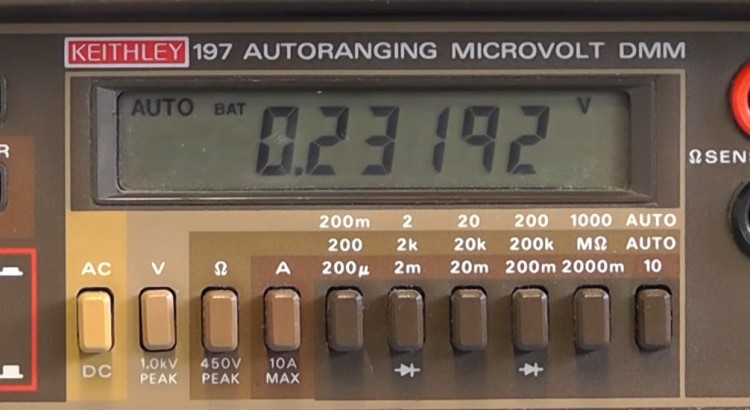 KEITHLEY 197 AUTORANGING MICROVOLT DMM
AUTO BAT 0.23192 V
R
ΩSEN
200m 2 20 200 1000 AUTO
200 2k 20k 200k MΩ AUTO
AC V Ω A 200µ 2m 20m 200m 2000m 10
DC 1.0kV 450V 10A
PEAK PEAK MAX